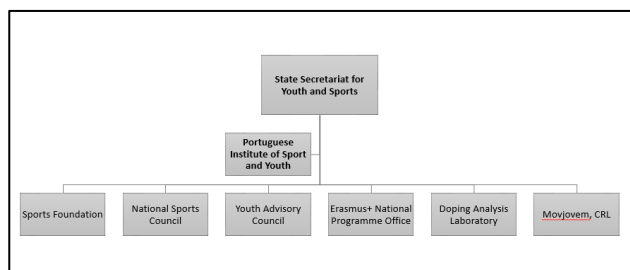 State Secretariat for
Youth and Sports
Portuguese
Institute of Sport
and Youth
Sports Foundation
National Sports
Council
Youth Advisory
Council
Erasmus+ National
Programme Office
Doping Analysis
Laboratory
Movjovem, CRL